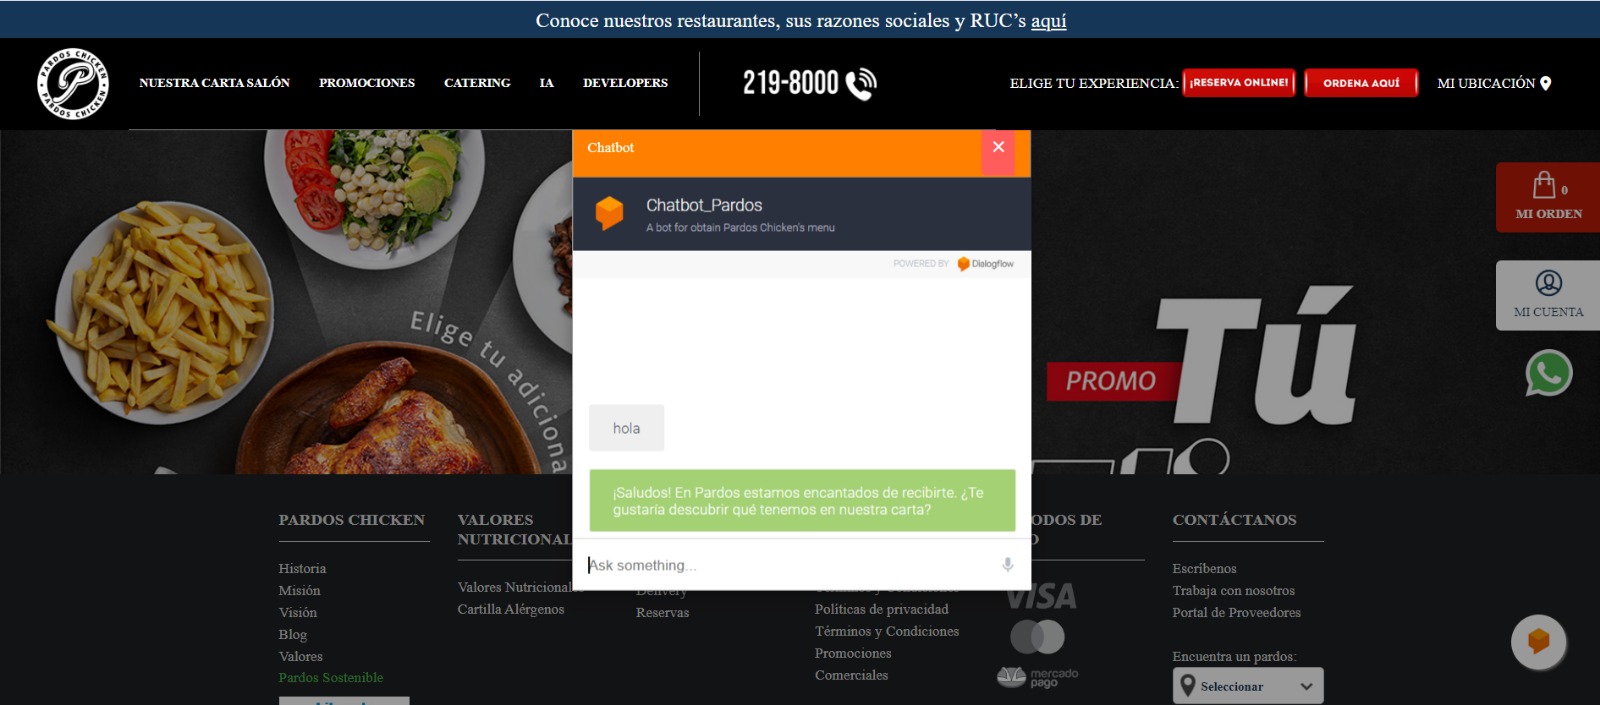 Conoce nuestros restaurantes, sus razones sociales y RUC’s aquí
PARDOS CHICKEN
PARDOS CHICKEN
NUESTRA CARTA SALÓN
PROMOCIONES
CATERING
IA
DEVELOPERS
219-8000
ELIGE TU EXPERIENCIA:
¡RESERVA ONLINE!
ORDENA AQUÍ
MI UBICACIÓN
Chatbot
Chatbot_Pardos
A bot for obtain Pardos Chicken's menu
POWERED BY Dialogflow
hola
¡Saludos! En Pardos estamos encantados de recibirte. ¿Te
gustaría descubrir qué tenemos en nuestra carta?
Ask something...
Elige tu adiciona
PROMO
Tú
0
MI ORDEN
MI CUENTA
PARDOS CHICKEN
Historia
Misión
Visión
Blog
Valores
Pardos Sostenible
VALORES
NUTRICIONAL
Valores Nutricionale
Cartilla Alérgenos
Delivery
Reservas
Términos y Condiciones
Políticas de privacidad
Términos y Condiciones
Promociones
Comerciales
ODOS DE
O
VISA
mercado
pago
CONTÁCTANOS
Escríbenos
Trabaja con nosotros
Portal de Proveedores
Encuentra un pardos:
Seleccionar